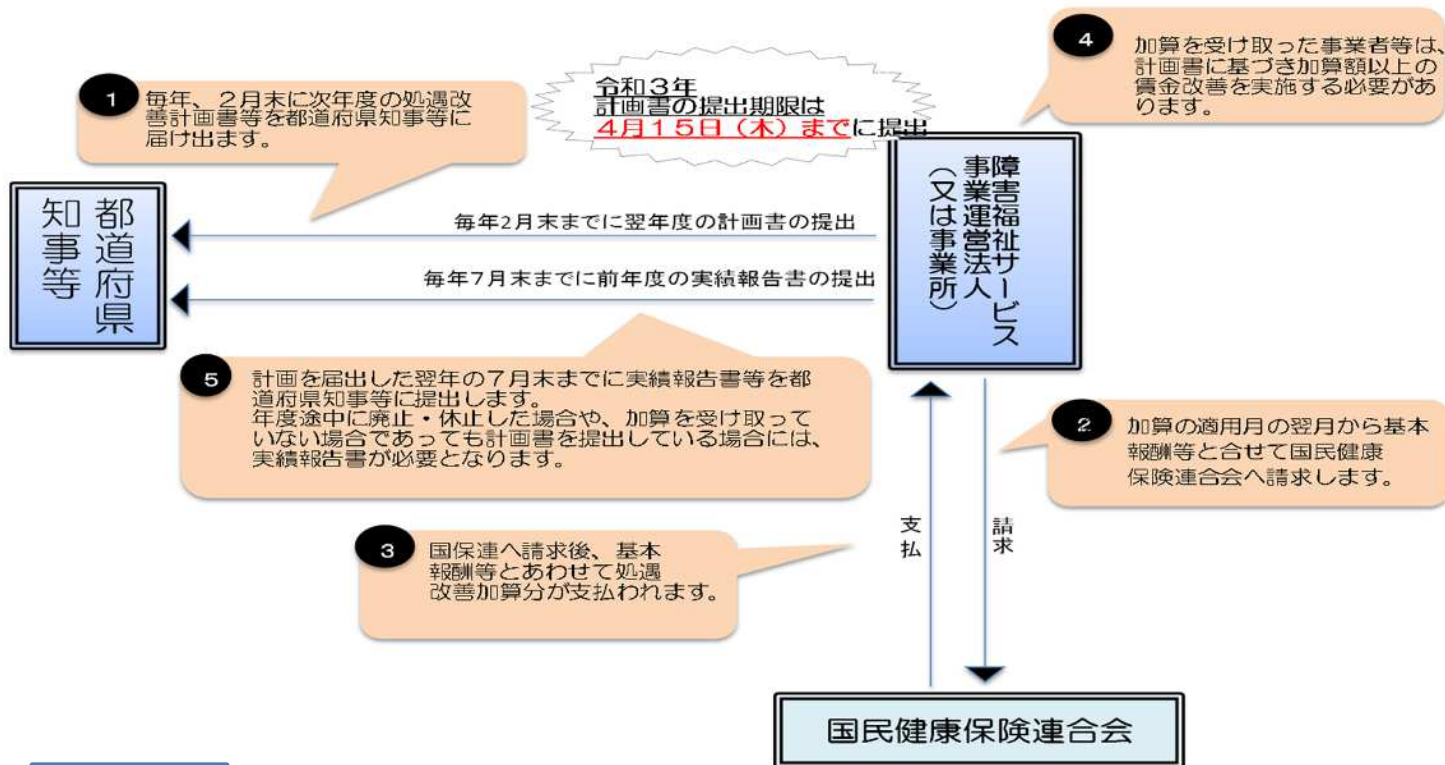 1
毎年、２月末に次年度の処遇改
善計画書等を都道府県知事等に
届け出ます。
令和３年
計画書の提出期限は
４月１５日（木）までに提出
4
加算を受け取った事業者等は、
計画書に基づき加算額以上の
賃金改善を実施する必要があ
ります。
都道府県
知事等
毎年2月末までに翌年度の計画書の提出
毎年7月末までに前年度の実績報告書の提出
障害福祉サービス
事業運営法人
（又は事業所）
5
計画を届出した翌年の７月末までに実績報告書等を都
道府県知事等に提出します。
年度途中に廃止・休止した場合や、加算を受け取って
いない場合であっても計画書を提出している場合には、
実績報告書が必要となります。
2
加算の適用月の翌月から基本
報酬等と合せて国民健康
保険連合会へ請求します。
支払
請求
3
国保連へ請求後、基本
報酬等とあわせて処遇
改善加算分が支払われます。
国民健康保険連合会